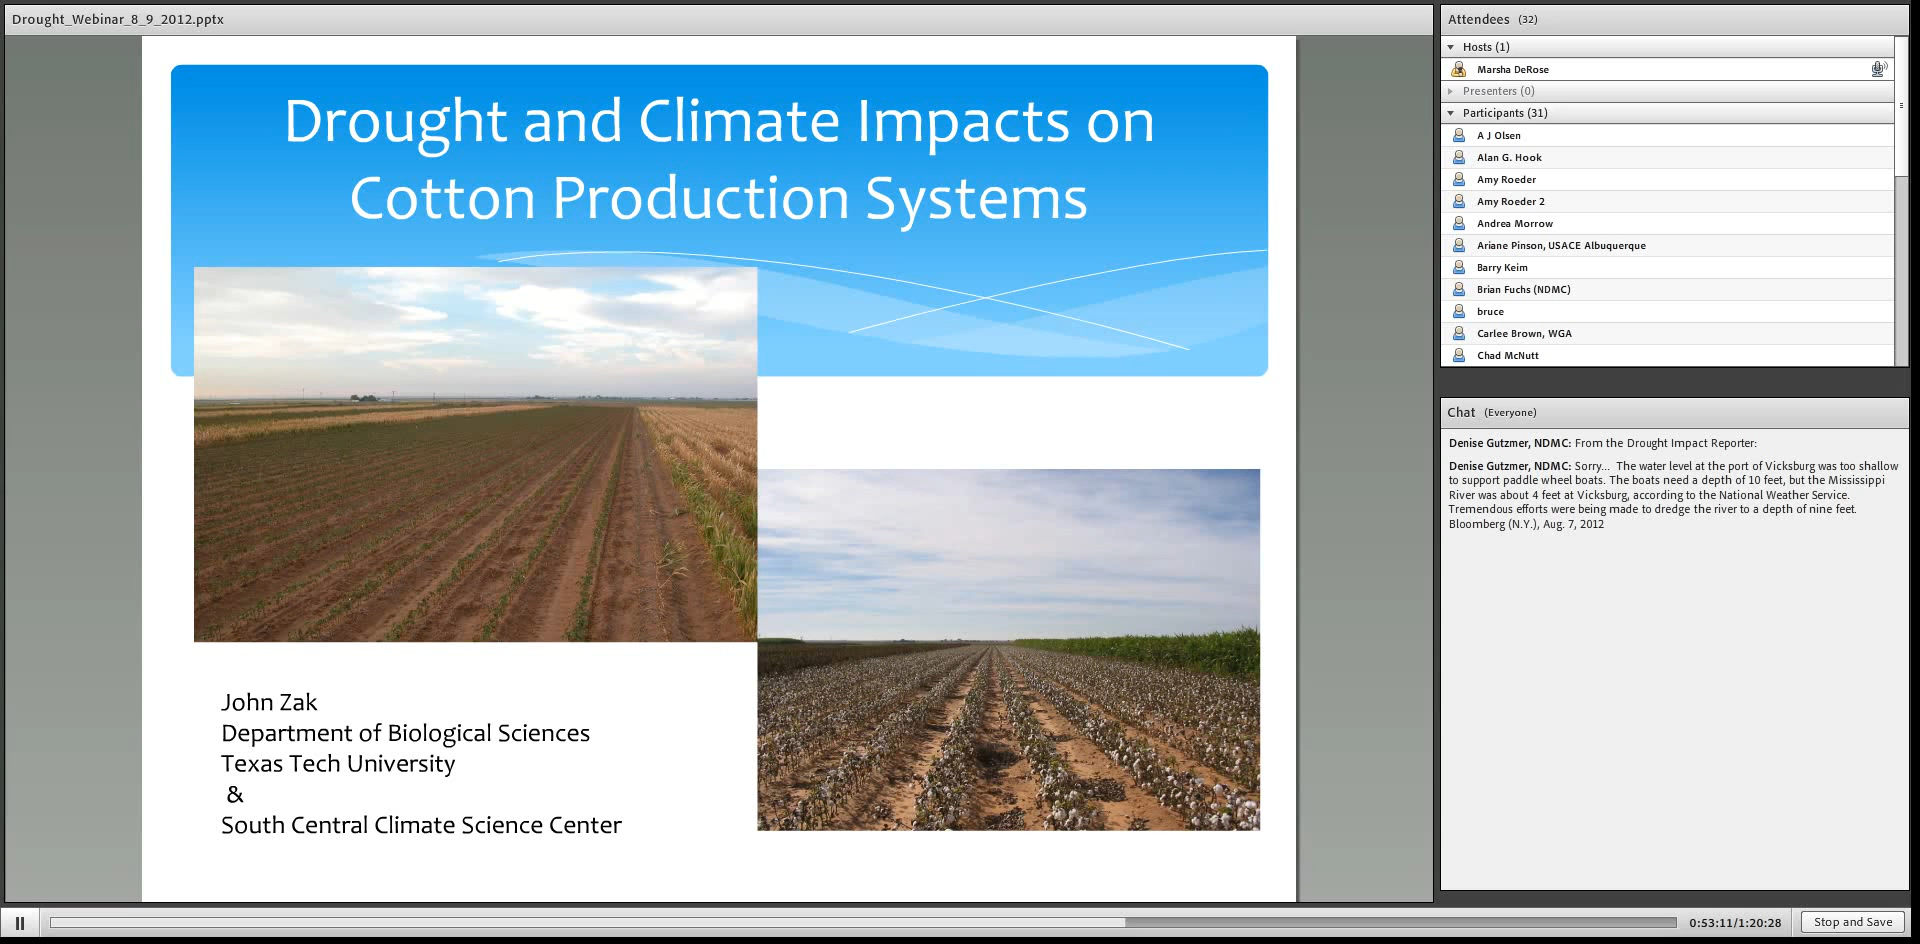 Drought_Webinar_8_9_2012.pptx
Drought and Climate Impacts on
Cotton Production Systems
John Zak
Department of Biological Sciences
Texas Tech University
&
South Central Climate Science Center
Attendees (32)
Hosts (1)
Marsha DeRose
Presenters (0)
Participants (31)
A J Olsen
Alan G. Hook
Amy Roeder
Amy Roeder 2
Andrea Morrow
Ariane Pinson, USACE Albuquerque
Barry Keim
Brian Fuchs (NDMC)
bruce
Carlee Brown, WGA
Chad McNutt
Chat (Everyone)
Denise Gutzmer, NDMC: From the Drought Impact Reporter:
Denise Gutzmer, NDMC: Sorry... The water level at the port of Vicksburg was too shallow
to support paddle wheel boats. The boats need a depth of 10 feet, but the Mississippi
River was about 4 feet at Vicksburg, according to the National Weather Service.
Tremendous efforts were being made to dredge the river to a depth of nine feet.
Bloomberg (N.Y.), Aug. 7, 2012
0:53:11/1:20:28
Stop and Save